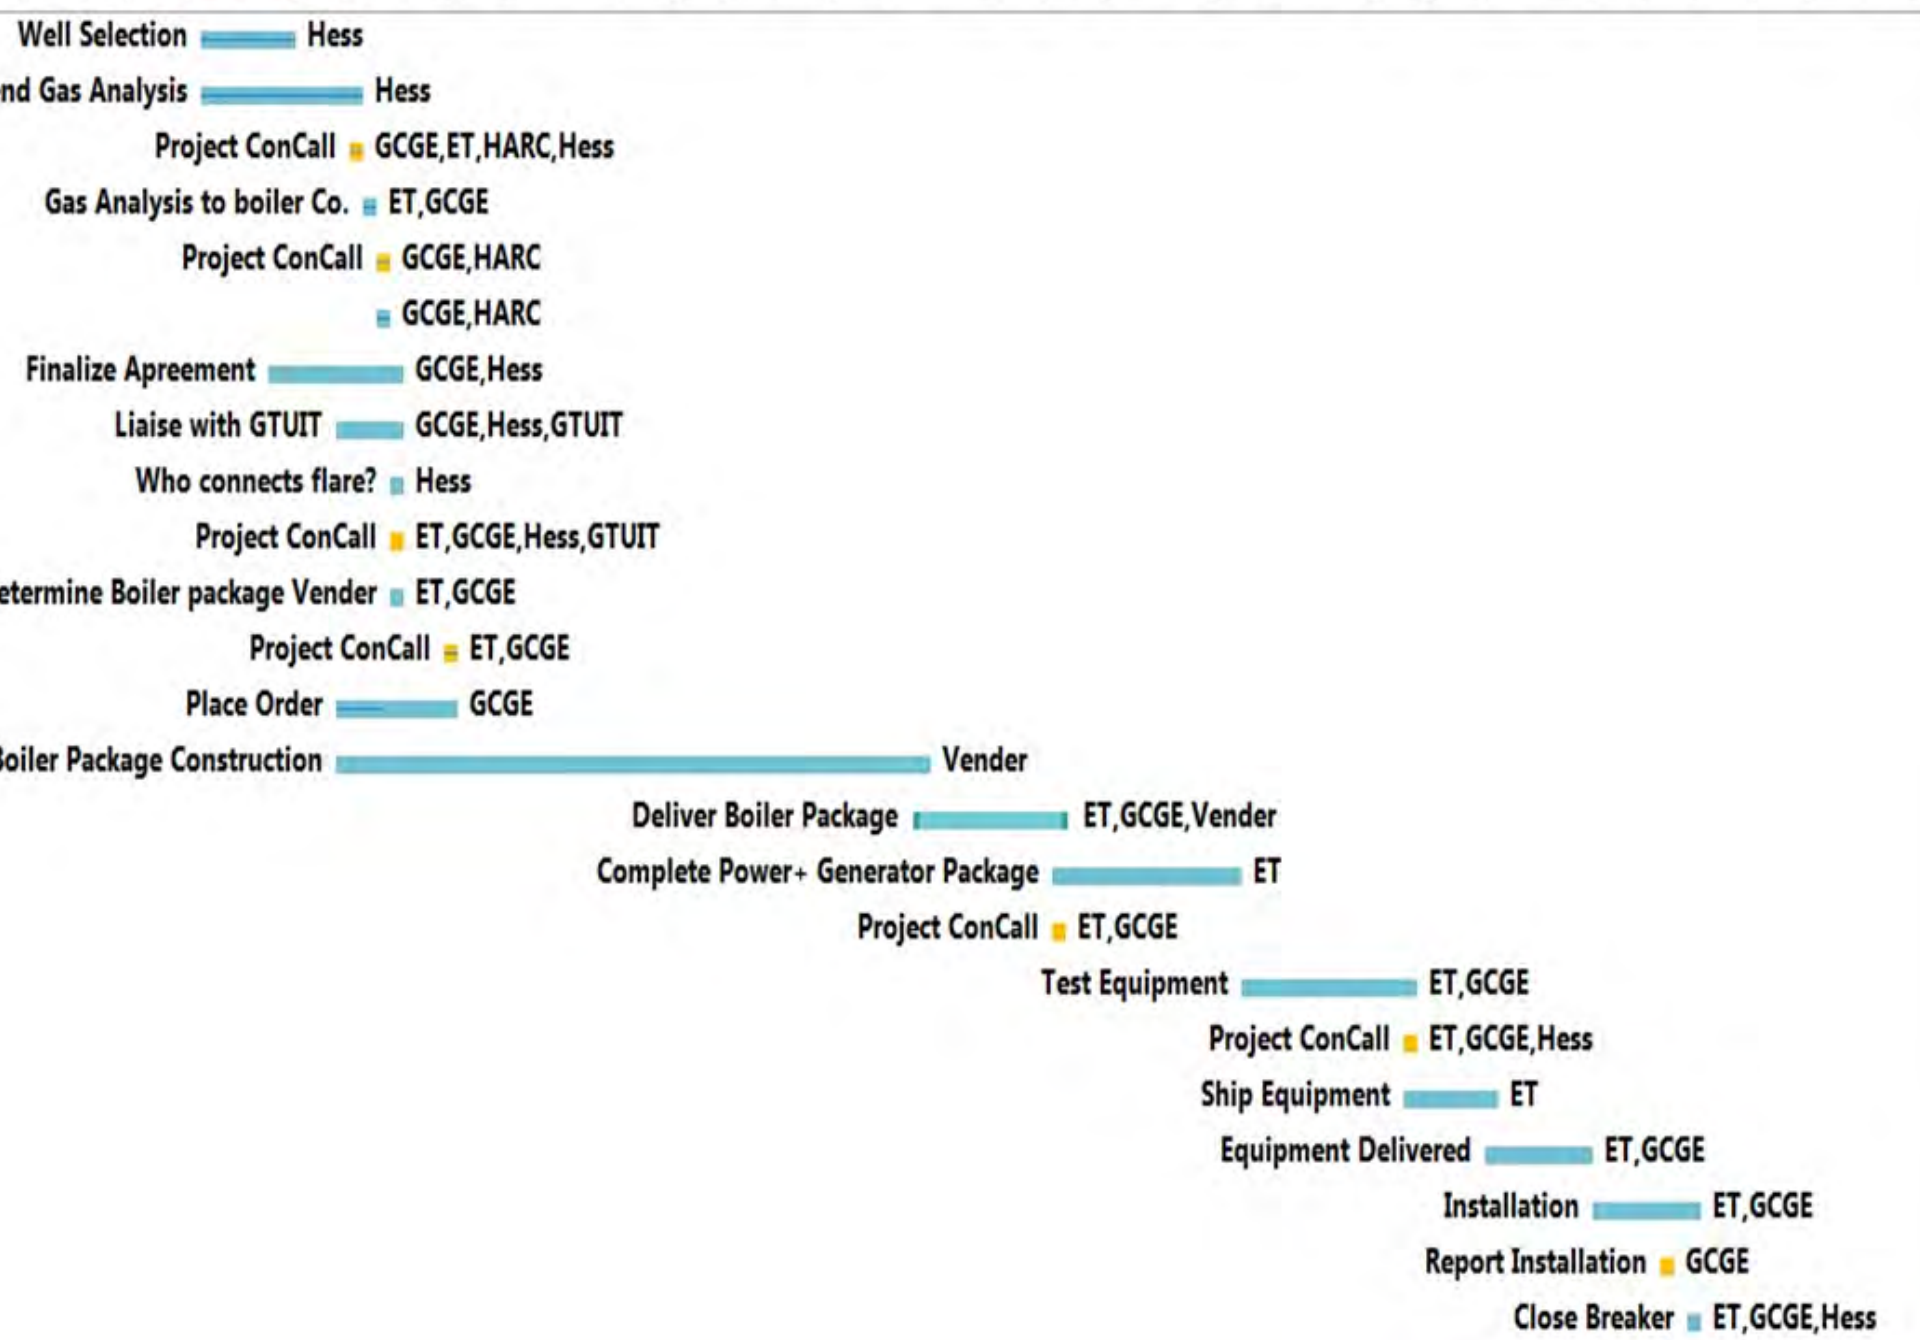 Well Selection Hess
nd Gas Analysis Hess
Project ConCall GCGE,ET,HARC,Hess
Gas Analysis to boiler Co. ET,GCGE
Project ConCall GCGE,HARC
GCGE,HARC
Finalize Apreement GCGE,Hess
Liaise with GTUIT GCGE,Hess,GTUIT
Who connects flare? Hess
Project ConCall ET,GCGE,Hess,GTUIT
etermine Boiler package Vender ET,GCGE
Project ConCall ET,GCGE
Place Order GCGE
Boiler Package Construction Vender
Deliver Boiler Package ET,GCGE,Vender
Complete Power+ Generator Package ET
Project ConCall ET,GCGE
Test Equipment ET,GCGE
Project ConCall ET,GCGE,Hess
Ship Equipment ET
Equipment Delivered ET,GCGE
Installation ET,GCGE
Report Installation GCGE
Close Breaker ET,GCGE,Hess